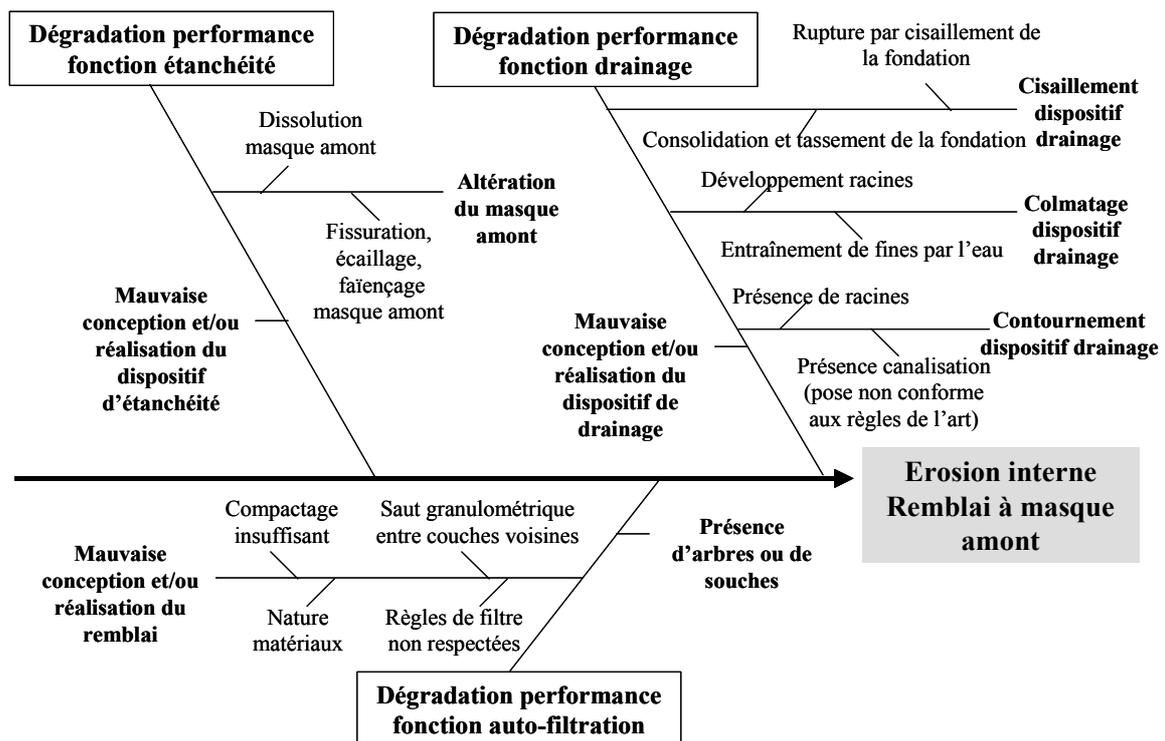 Dégradation performance
fonction étanchéité
Dégradation performance
fonction drainage
Rupture par cisaillement de
la fondation
Cisaillement
dispositif
drainage
Consolidation et tassement de la fondation
Dissolution
masque amont
Altération
du masque
amont
Fissuration,
écaillage,
faïençage
masque amont
Développement racines
Colmatage
dispositif
drainage
Entraînement de fines par l'eau
Mauvaise
conception et/ou
réalisation du
dispositif
d'étanchéité
Mauvaise
conception et/ou
réalisation du
dispositif de
drainage
Présence de racines
Contournement
dispositif drainage
Présence canalisation
(pose non conforme
aux règles de l'art)
Erosion interne
Remblai à masque
amont
Compactage
insuffisant
Saut granulométrique
entre couches voisines
Présence
d'arbres ou de
souches
Mauvaise
conception et/ou
réalisation du
remblai
Nature
matériaux
Règles de filtre
non respectées
Dégradation performance
fonction auto-filtration